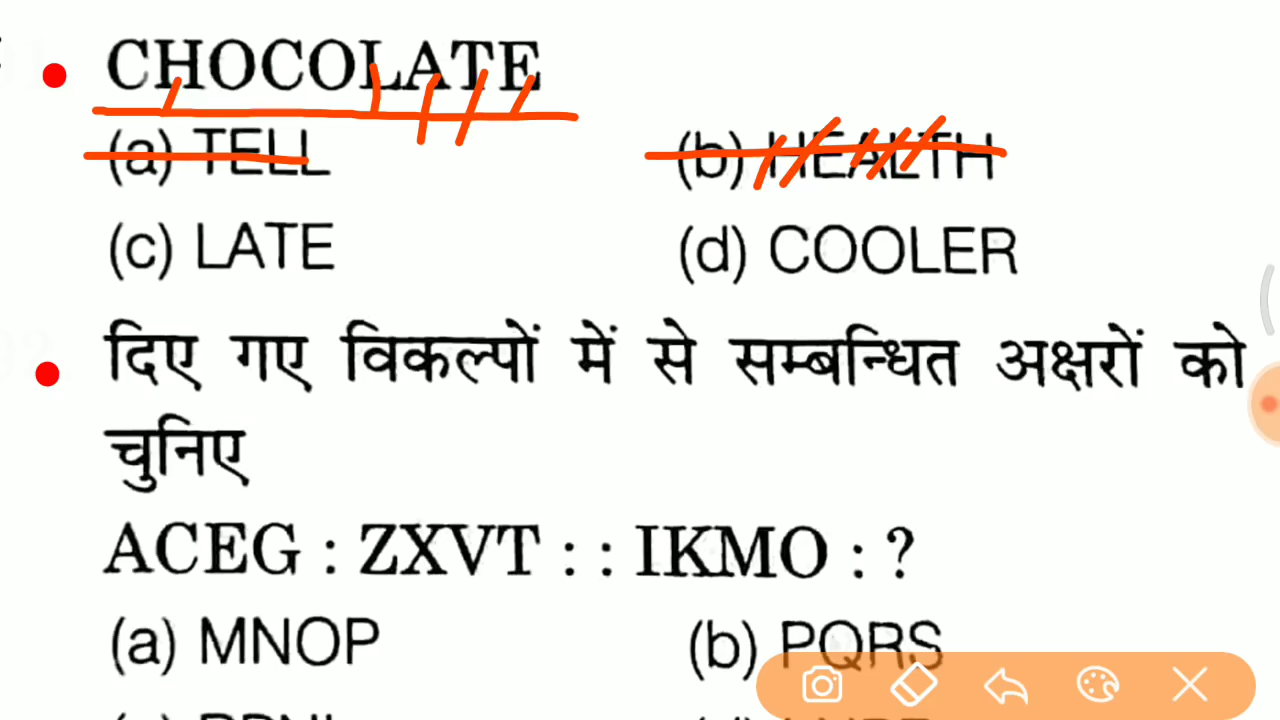 CHOCOLATE
(a) TELL (b) HEALTH
(c) LATE (d) COOLER
दिए गए विकल्पों में से सम्बन्धित अक्षरों को
चुनिए
ACEG : ZXVT : : IKMO : ?
(a) MNOP (b) PQRS